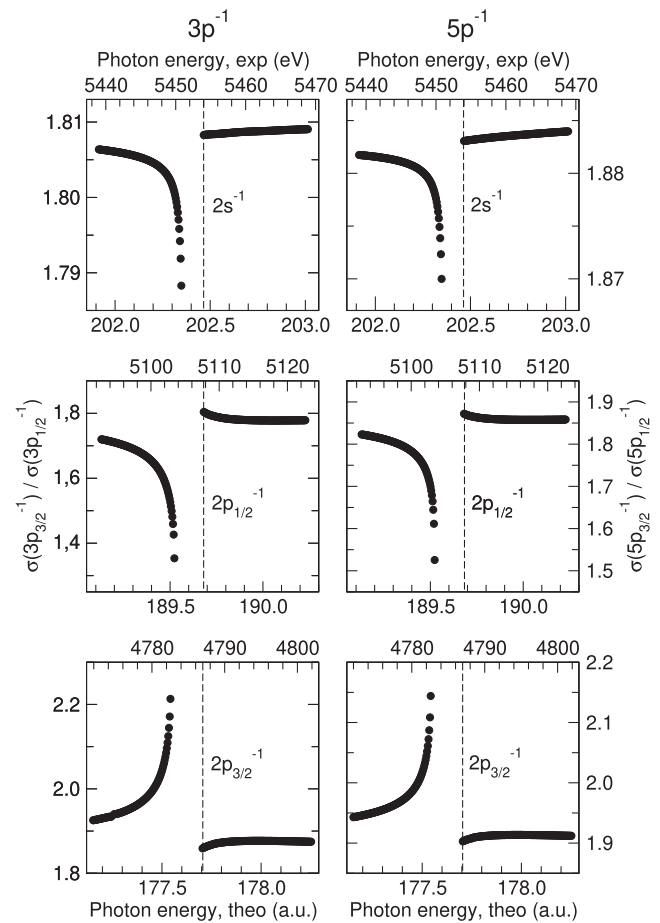 3p⁻¹ 5p⁻¹
Photon energy, exp (eV) Photon energy, exp (eV)
5440 5450 5460 5470 5440 5450 5460 5470
1.81
1.80
1.79
2s⁻¹
2s⁻¹
1.88
1.87
202.0 202.5 203.0 202.0 202.5 203.0
5100 5110 5120 5100 5110 5120
σ(3p₃/₂⁻¹) / σ(3p₁/₂⁻¹)
1.8
1.6
1.4
2p₁/₂⁻¹
2p₁/₂⁻¹
1.9
1.8
1.7
1.6
1.5
σ(5p₃/₂⁻¹) / σ(5p₁/₂⁻¹)
189.5 190.0 189.5 190.0
4780 4790 4800 4780 4790 4800
2.2
2.0
1.8
2p₃/₂⁻¹
2p₃/₂⁻¹
2.2
2.1
2.0
1.9
177.5 178.0 177.5 178.0
Photon energy, theo (a.u.) Photon energy, theo (a.u.)